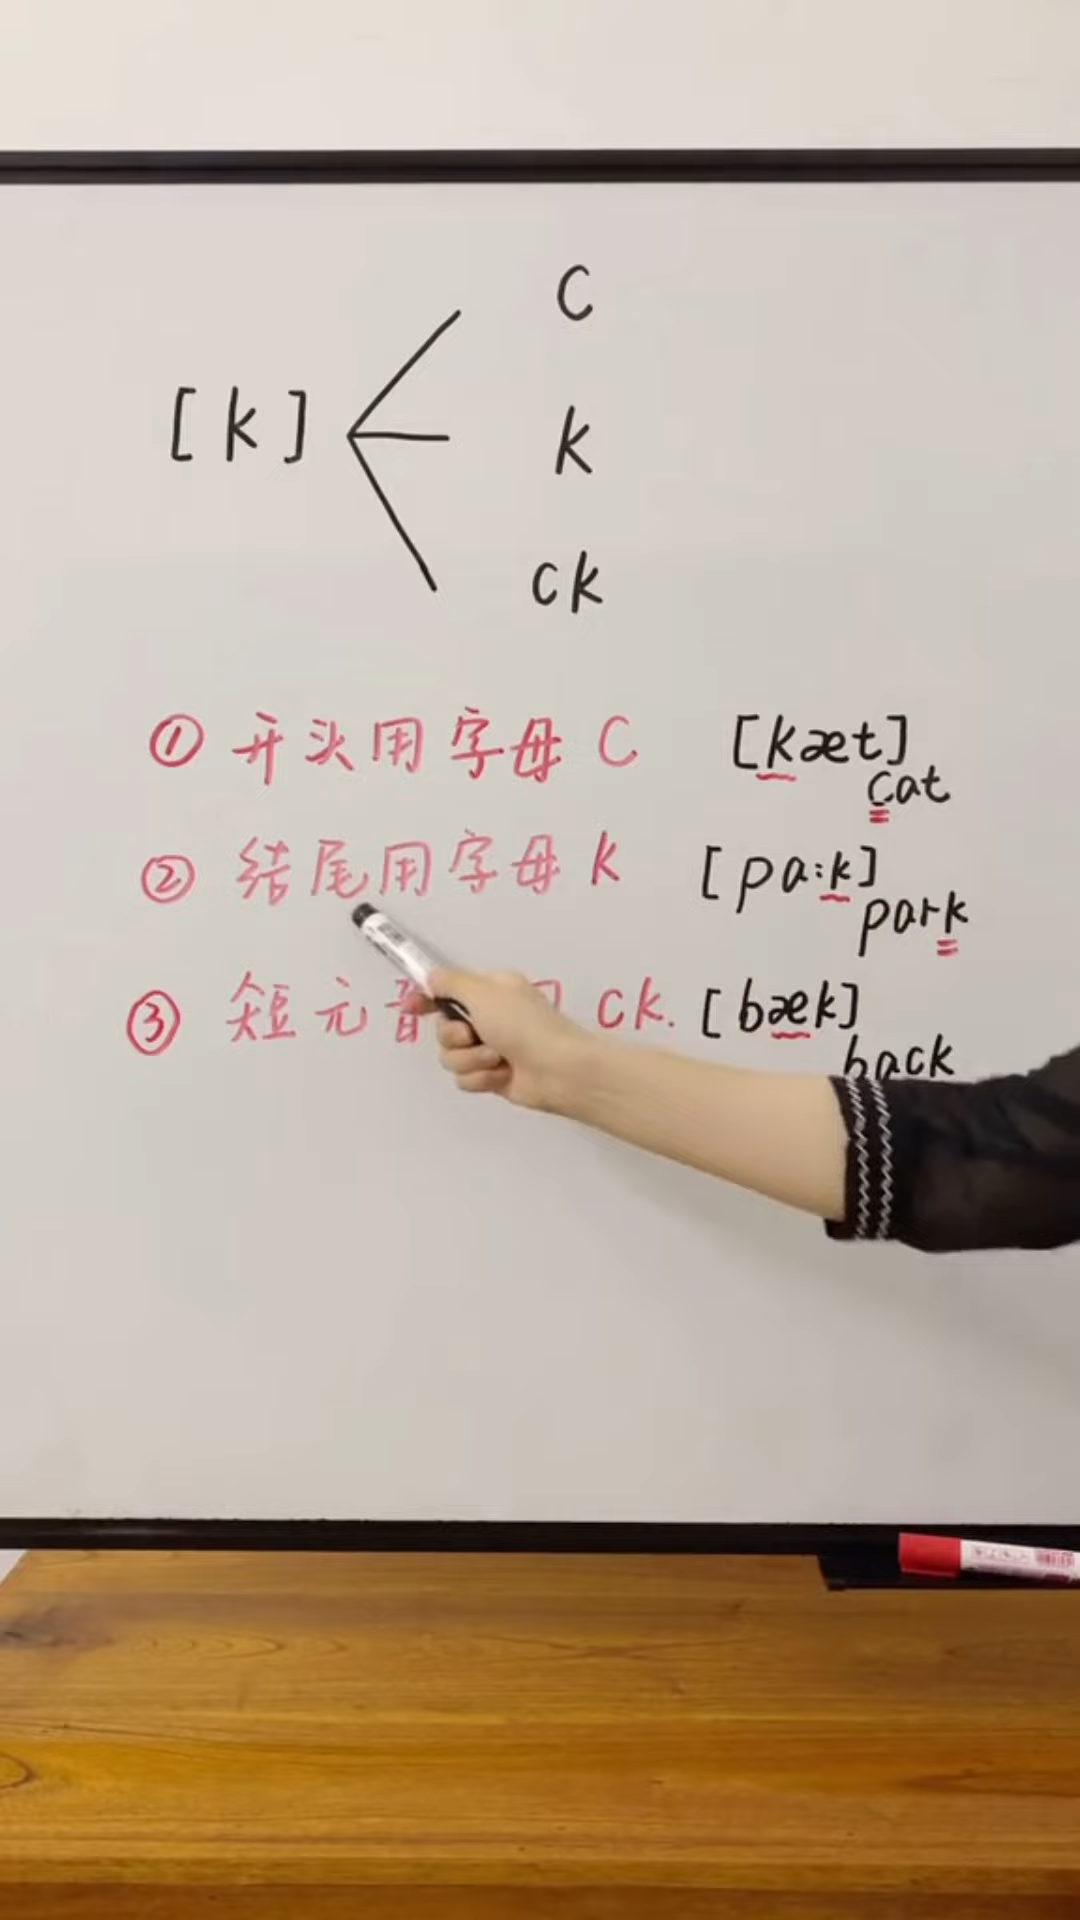 c
[k]
k
ck
① 开头用字母 C [kæt]
cat
② 结尾用字母 k [pa:k]
park
③ 短元音 ck. [bæk]
back